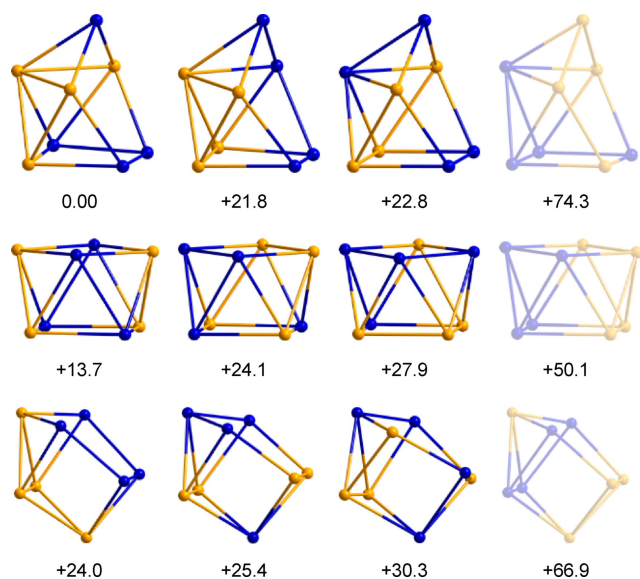 0.00 +21.8 +22.8 +74.3
+13.7 +24.1 +27.9 +50.1
+24.0 +25.4 +30.3 +66.9